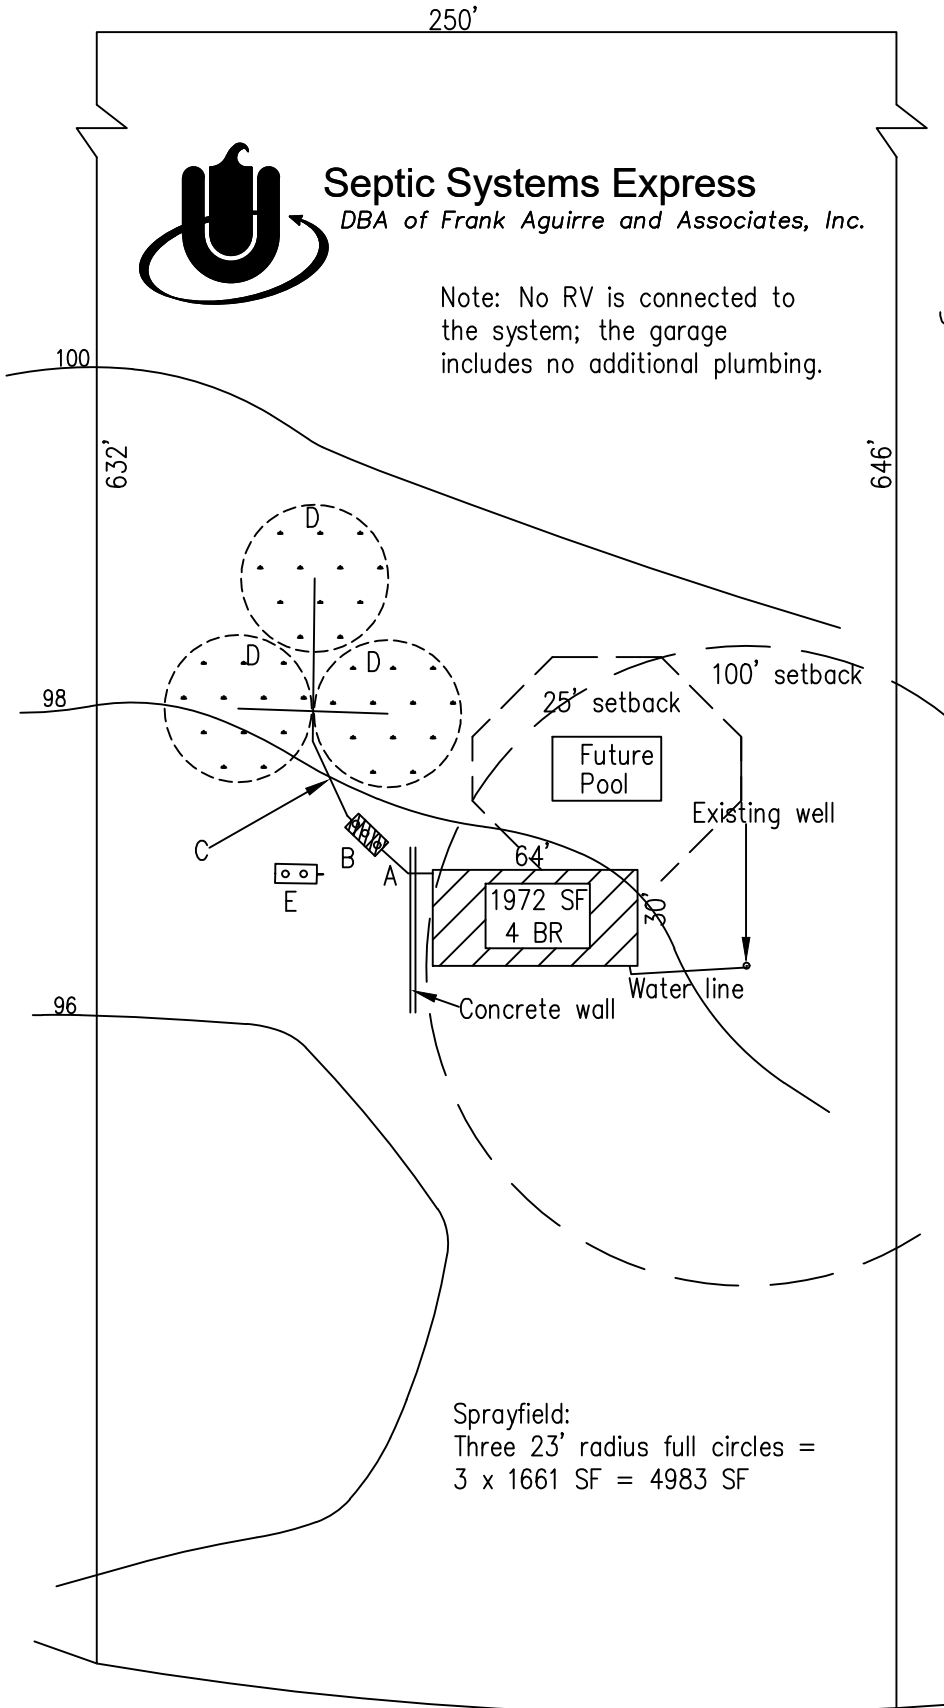 250'
Septic Systems Express
DBA of Frank Aguirre and Associates, Inc.
Note: No RV is connected to
the system; the garage
includes no additional plumbing.
100
632'
646'
D
D
D
100' setback
98
25' setback
Future
Pool
Existing well
C
B
64'
A
E
1972 SF
4 BR
30'
Water line
96
Concrete wall
Sprayfield:
Three 23' radius full circles =
3 x 1661 SF = 4983 SF